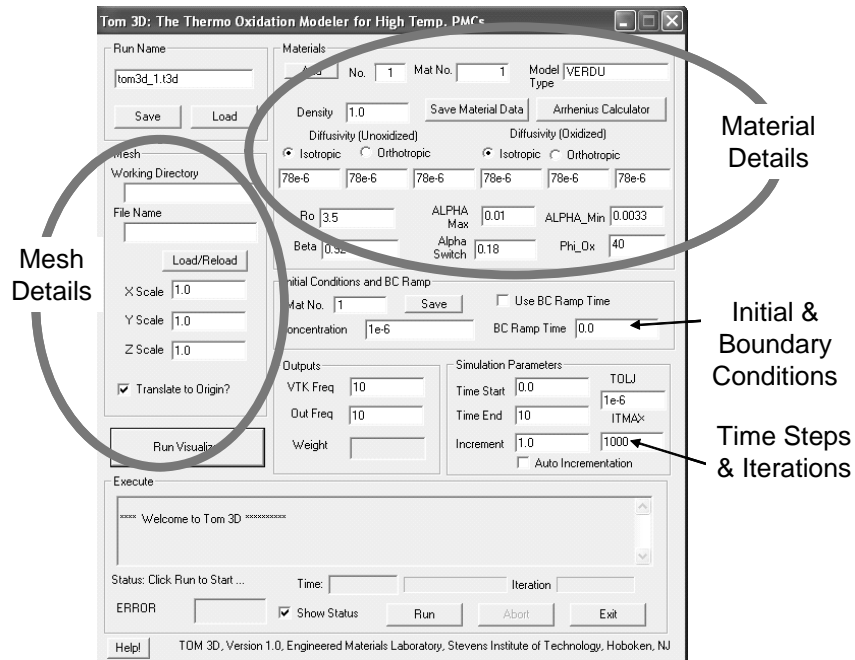 Tom 3D: The Thermo Oxidation Modeler for High Temp. PMCs
Run Name
tom3d_1.t3d
Save Load
Mesh
Working Directory
File Name
Load/Reload
X Scale 1.0
Y Scale 1.0
Z Scale 1.0
Translate to Origin?
Run Visualiz
Materials
Add No. 1 Mat No. 1 Model Type VERDU
Density 1.0 Save Material Data Arrhenius Calculator
Diffusivity (Unoxidized) Diffusivity (Oxidized)
Isotropic Orthotropic Isotropic Orthotropic
78e-6 78e-6 78e-6 78e-6 78e-6 78e-6
Ro 3.5 ALPHA Max 0.01 ALPHA_Min 0.0033
Beta 0.92 Alpha Switch 0.18 Phi_Ox 40
Initial Conditions and BC Ramp
Mat No. 1 Save Use BC Ramp Time
Concentration 1e-6 BC Ramp Time 0.0
Outputs
VTK Freq 10
Out Freq 10
Weight
Simulation Parameters
Time Start 0.0 TOLJ
1e-6
Time End 10 ITMAX
Increment 1.0 1000
Auto Incrementation
Execute
**** Welcome to Tom 3D **********
Status: Click Run to Start ... Time: Iteration
ERROR Show Status Run Abort Exit
Help! TOM 3D, Version 1.0, Engineered Materials Laboratory, Stevens Institute of Technology, Hoboken, NJ
Mesh
Details
Material
Details
Initial &
Boundary
Conditions
Time Steps
& Iterations